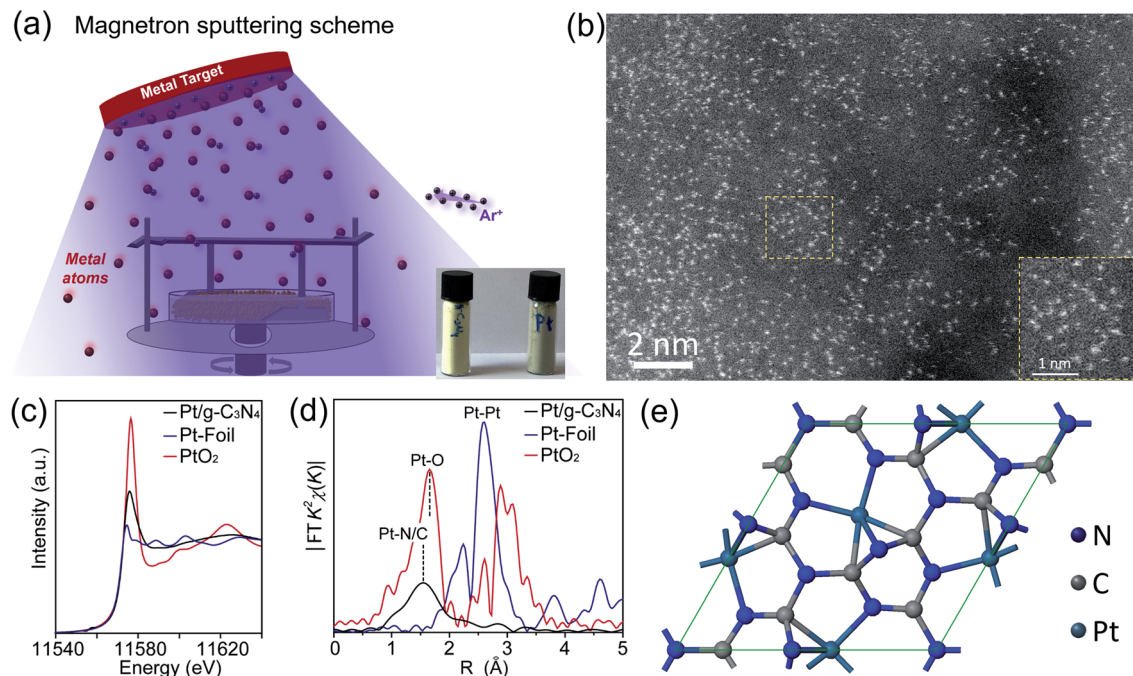 (a) Magnetron sputtering scheme
Metal Target
Ar⁺
Metal
atoms
Pt
(b)
2 nm
1 nm
(c)
Pt/g-C₃N₄
Pt-Foil
PtO₂
Intensity (a.u.)
11540 11580 11620
Energy (eV)
(d)
Pt-Pt
Pt/g-C₃N₄
Pt-Foil
PtO₂
Pt-O
Pt-N/C
|FT K² χ(K)|
0 1 2 3 4 5
R (Å)
(e)
N
C
Pt